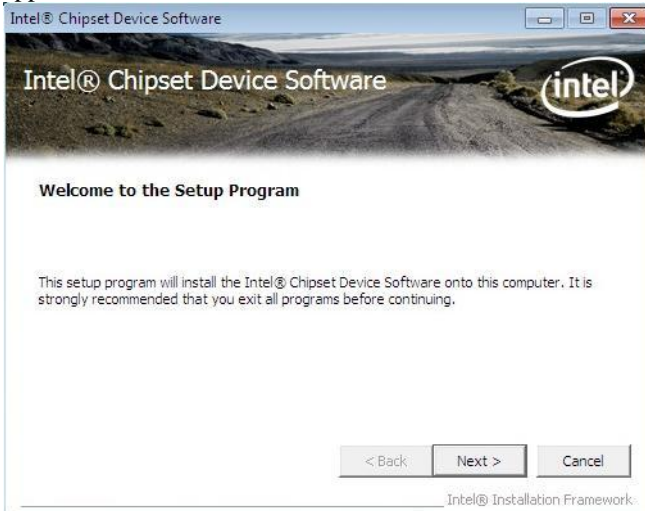 Intel® Chipset Device Software
Intel® Chipset Device Software
intel
Welcome to the Setup Program
This setup program will install the Intel® Chipset Device Software onto this computer. It is
strongly recommended that you exit all programs before continuing.
< Back Next > Cancel
Intel® Installation Framework